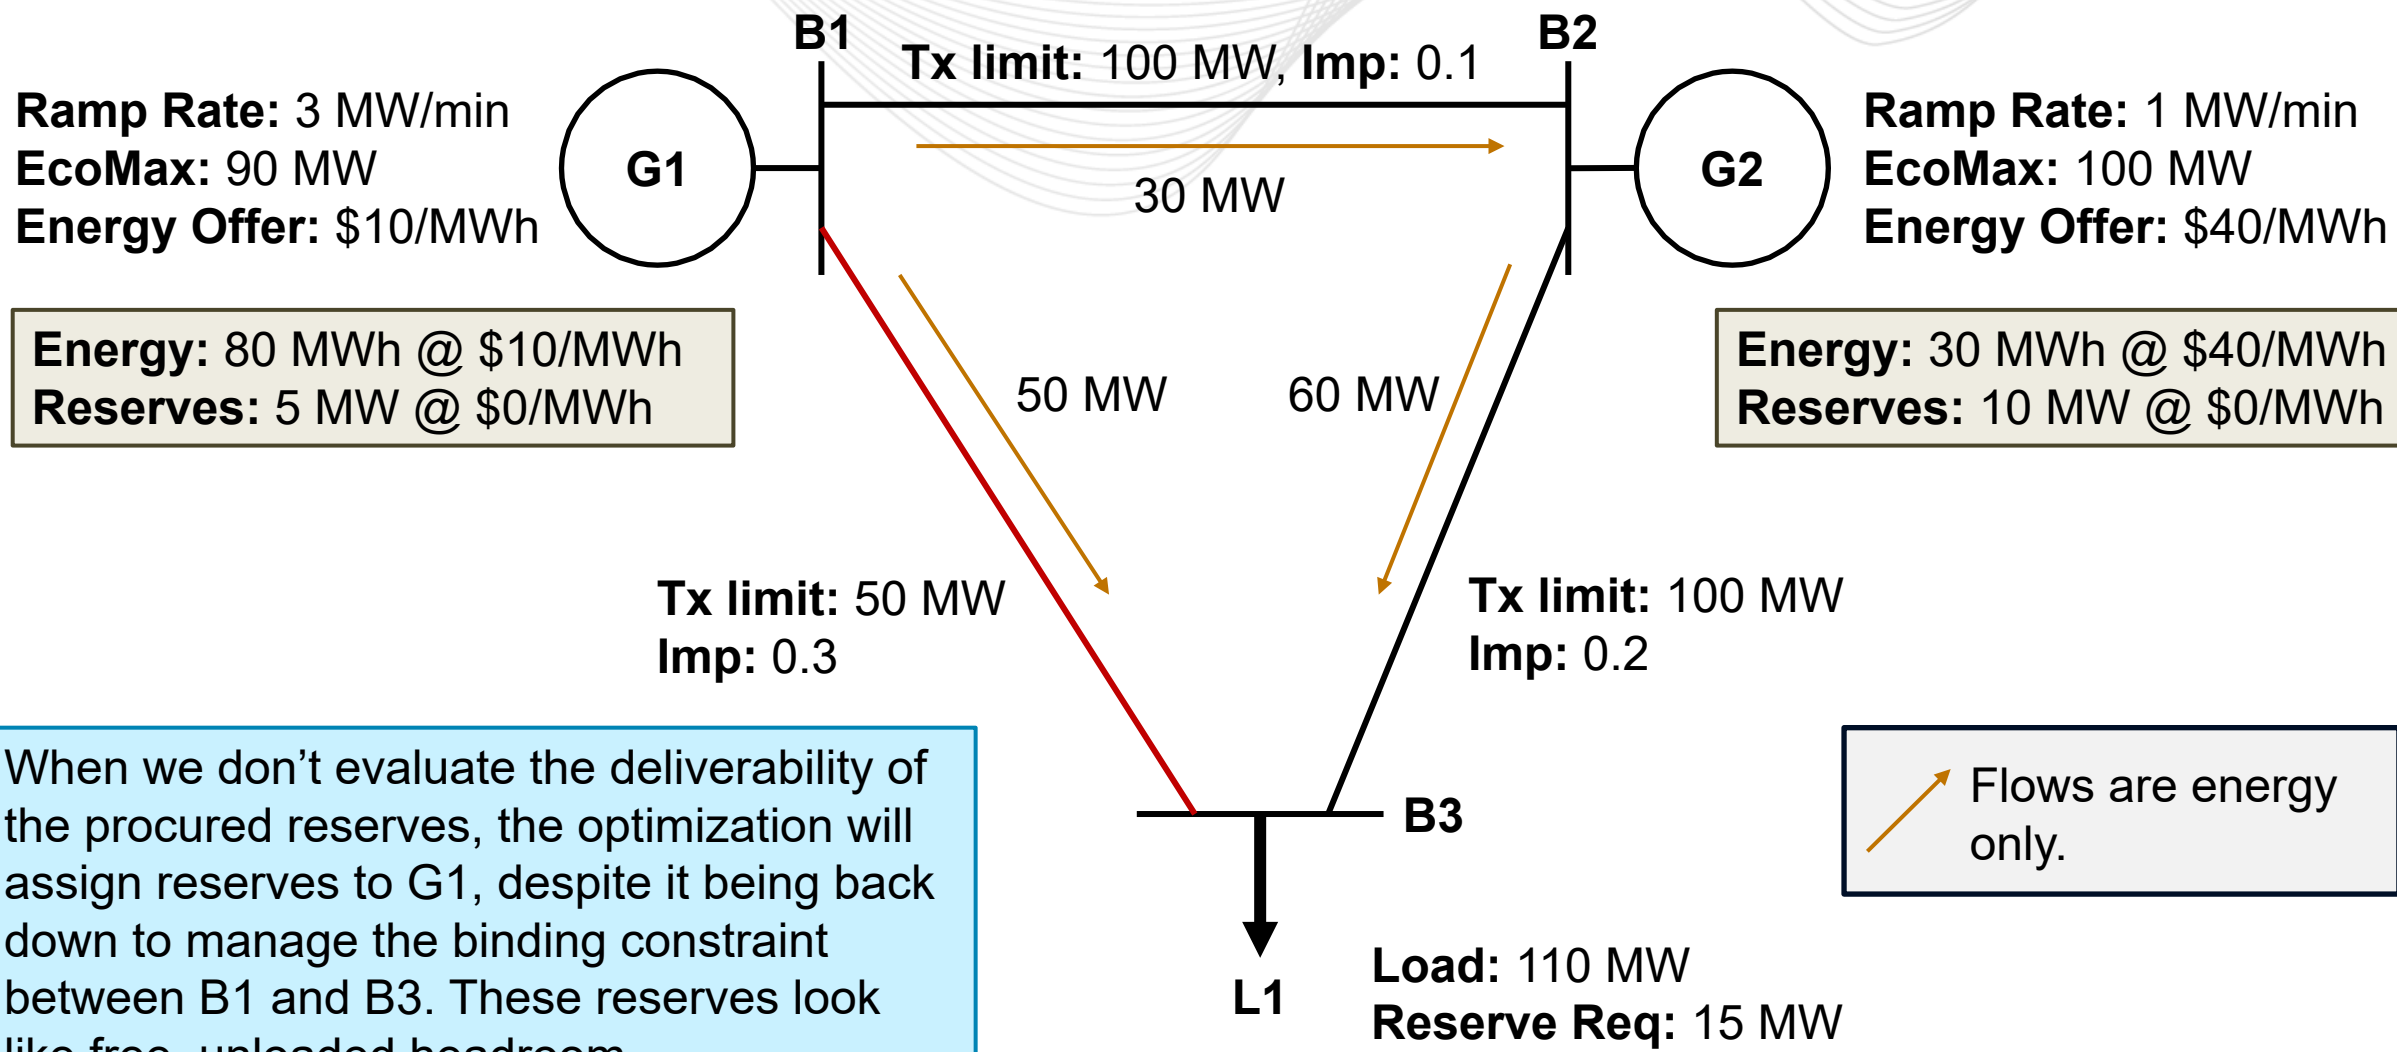 B1
B2
Tx limit: 100 MW, Imp: 0.1
Ramp Rate: 3 MW/min
EcoMax: 90 MW
Energy Offer: $10/MWh
G1
30 MW
G2
Ramp Rate: 1 MW/min
EcoMax: 100 MW
Energy Offer: $40/MWh
Energy: 80 MWh @ $10/MWh
Reserves: 5 MW @ $0/MWh
50 MW
60 MW
Energy: 30 MWh @ $40/MWh
Reserves: 10 MW @ $0/MWh
Tx limit: 50 MW
Imp: 0.3
Tx limit: 100 MW
Imp: 0.2
When we don’t evaluate the deliverability of
the procured reserves, the optimization will
assign reserves to G1, despite it being back
down to manage the binding constraint
between B1 and B3. These reserves look
like free, unloaded headroom
B3
Flows are energy
only.
L1
Load: 110 MW
Reserve Req: 15 MW